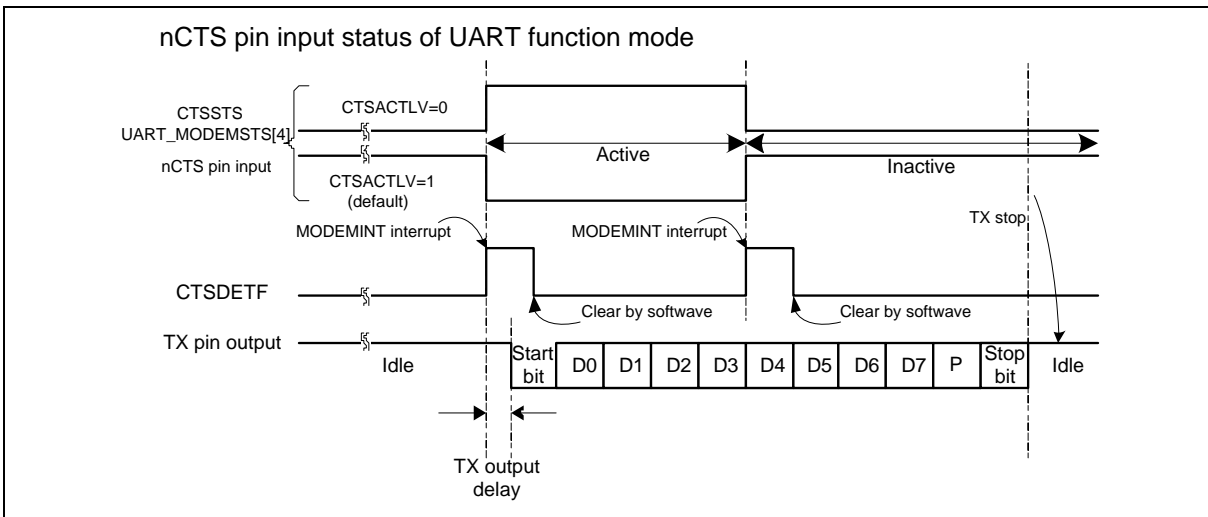 nCTS pin input status of UART function mode
CTSSTS
UART_MODEMSTS[4]
CTSACTLV=0
nCTS pin input
Active
Inactive
CTSACTLV=1
(default)
MODEMINT interrupt
MODEMINT interrupt
TX stop
CTSDETF
Clear by softwave
Clear by softwave
TX pin output
Idle
Start
bit
D0
D1
D2
D3
D4
D5
D6
D7
P
Stop
bit
Idle
TX output
delay